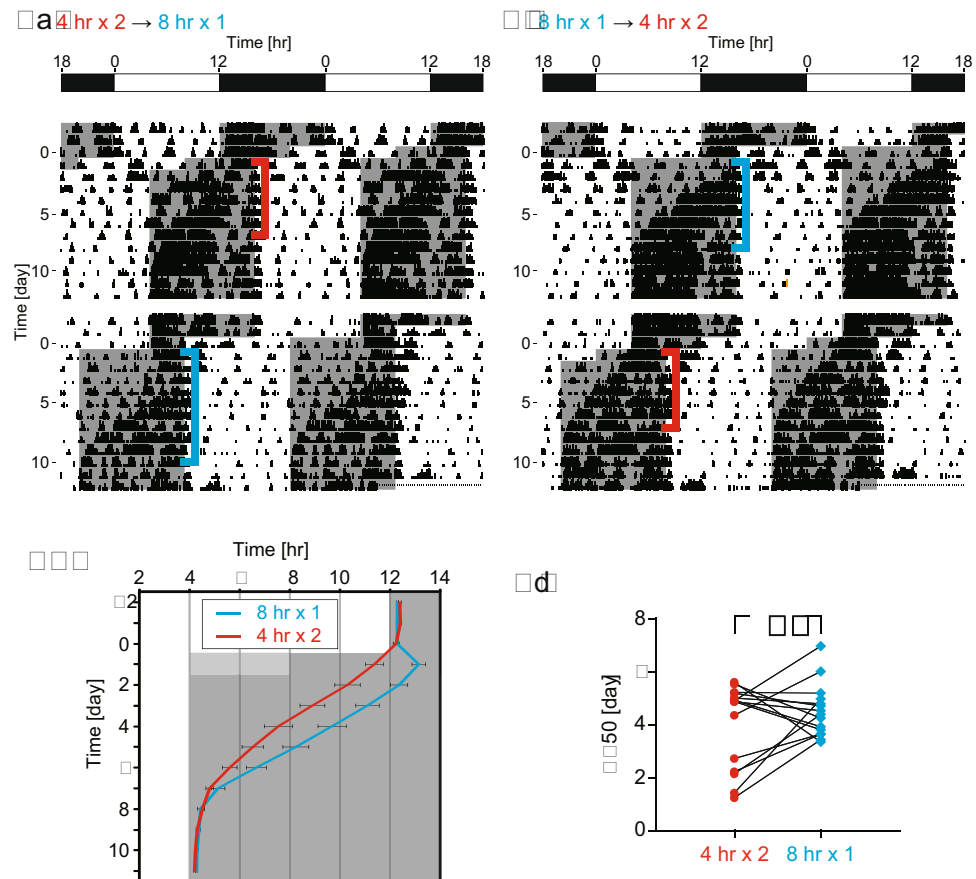 a 4 hr x 2 → 8 hr x 1
Time [hr]
18 0 12 0 12 18
Time [day]
0
5
10
0
5
10
8 hr x 1 → 4 hr x 2
Time [hr]
18 0 12 0 12 18
0
5
10
0
5
10
Time [hr]
2 4 8 10 12 14
Time [day]
2
0
2
4
8
10
8 hr x 1
4 hr x 2
d
50 [day]
8
4
2
0
4 hr x 2 8 hr x 1